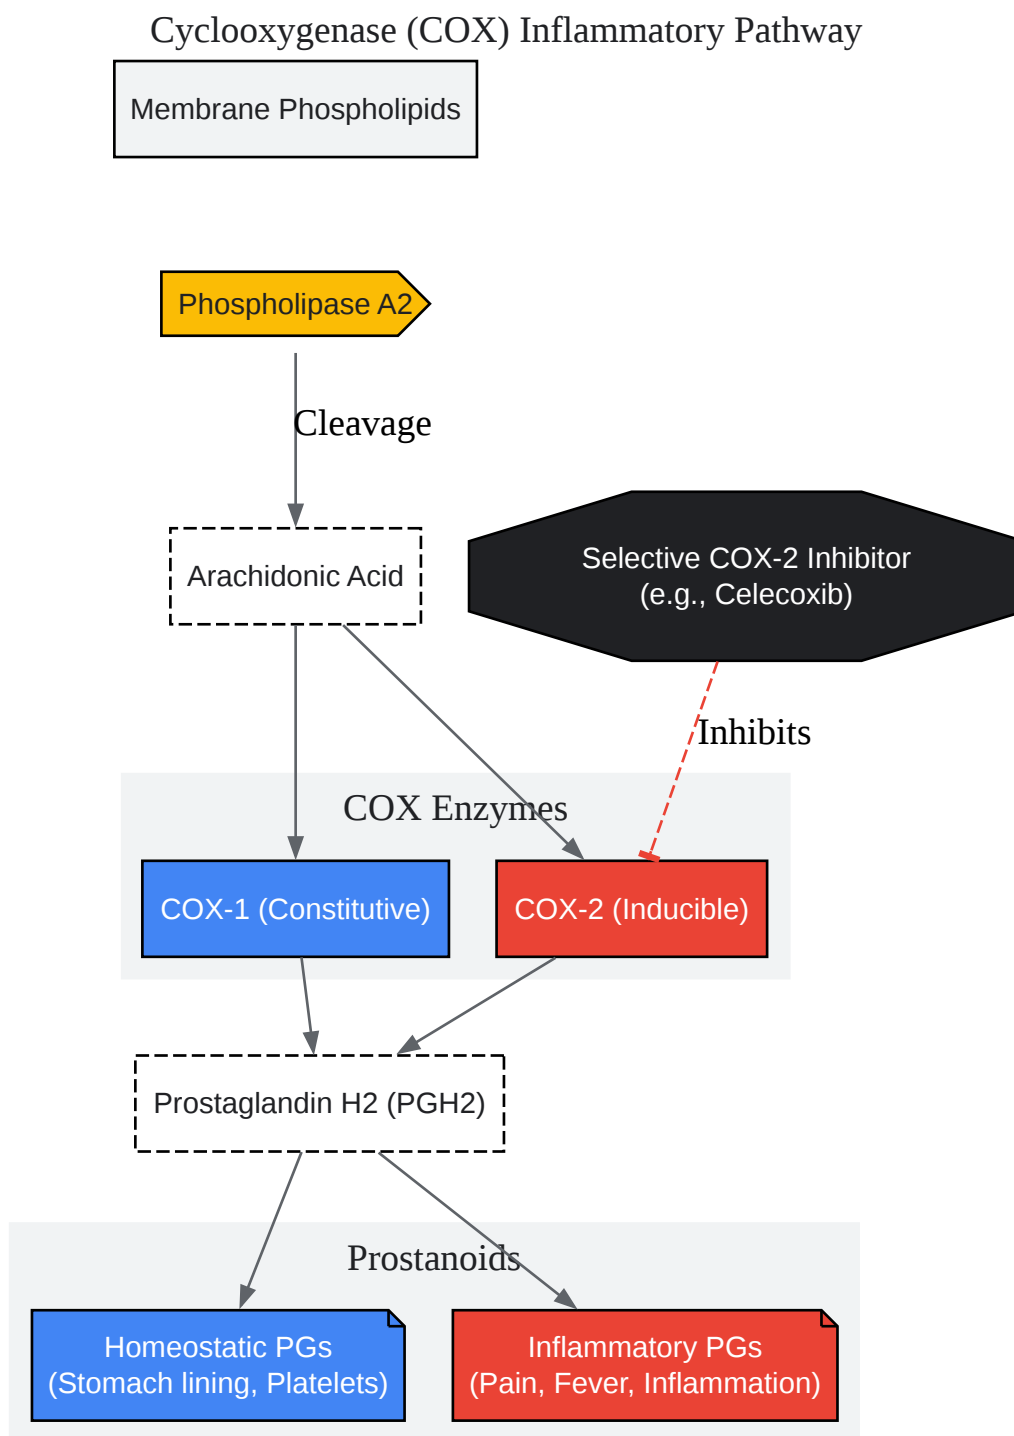 Cyclooxygenase (COX) Inflammatory Pathway
Membrane Phospholipids
Phospholipase A2
Cleavage
Arachidonic Acid
Selective COX-2 Inhibitor
(e.g., Celecoxib)
Inhibits
COX Enzymes
COX-1 (Constitutive)
COX-2 (Inducible)
Prostaglandin H2 (PGH2)
Prostanoids
Homeostatic PGs
(Stomach lining, Platelets)
Inflammatory PGs
(Pain, Fever, Inflammation)